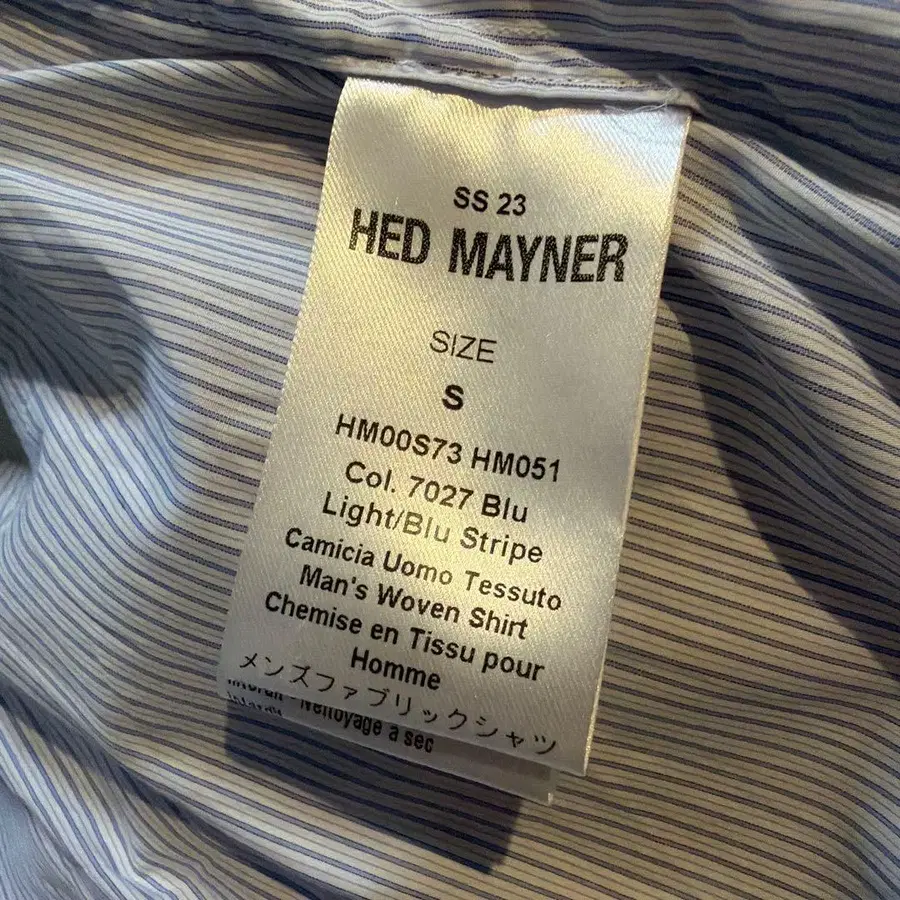 SS 23
HED MAYNER
SIZE
S
HM00S73 HM051
Col. 7027 Blu
Light/Blu Stripe
Camicia Uomo Tessuto
Man's Woven Shirt
Chemise en Tissu pour
Homme
メンズファブリックシャツ
Nettoyage a sec